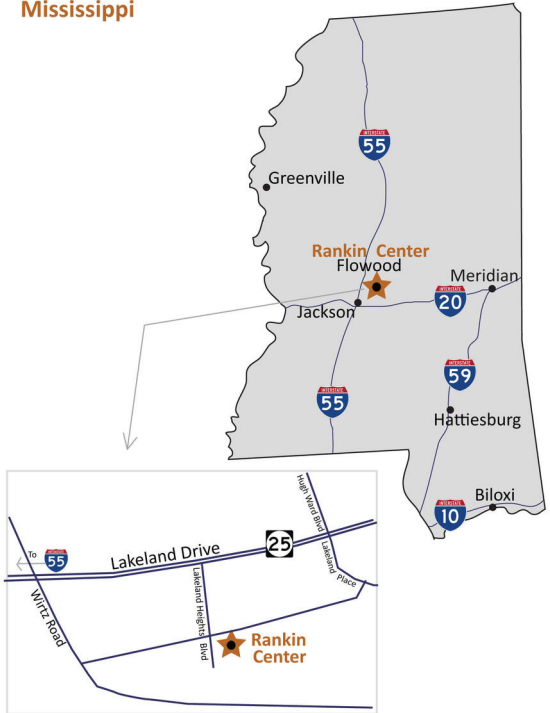 Mississippi
INTERSTATE
55
Greenville
Rankin Center
Flowood
Meridian
INTERSTATE
20
Jackson
INTERSTATE
59
INTERSTATE
55
Hattiesburg
Biloxi
INTERSTATE
10
Hugh Ward Blvd
25
To
INTERSTATE
55
Lakeland Drive
Lakeland
Place
Lakeland Heights
Blvd
Wirtz Road
Rankin
Center